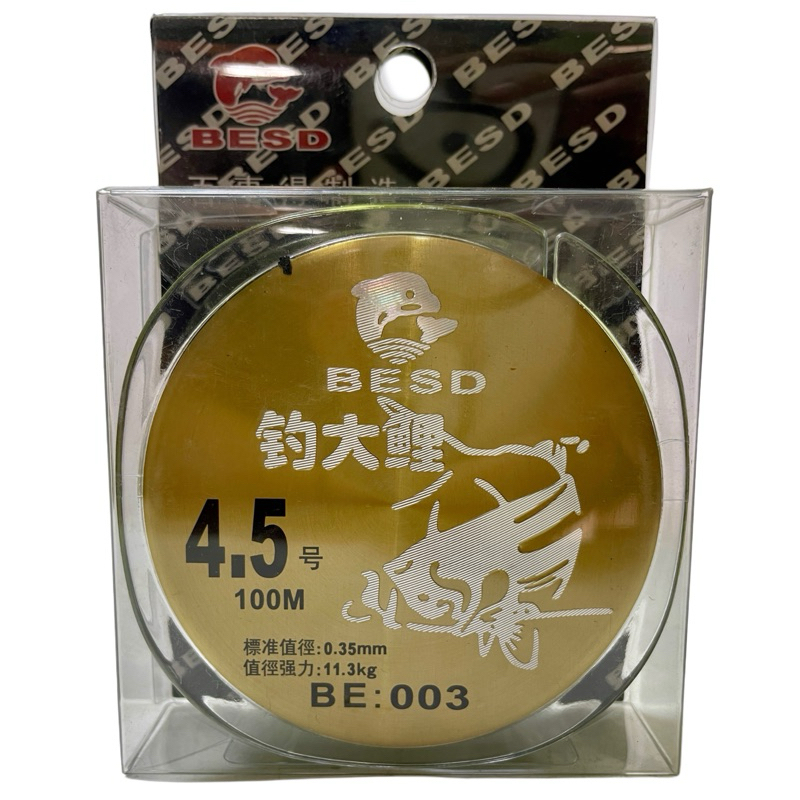 BESD
BESD
钓大鲤
4.5号
100M
標准值徑:0.35mm
值徑强力:11.3kg
BE:003